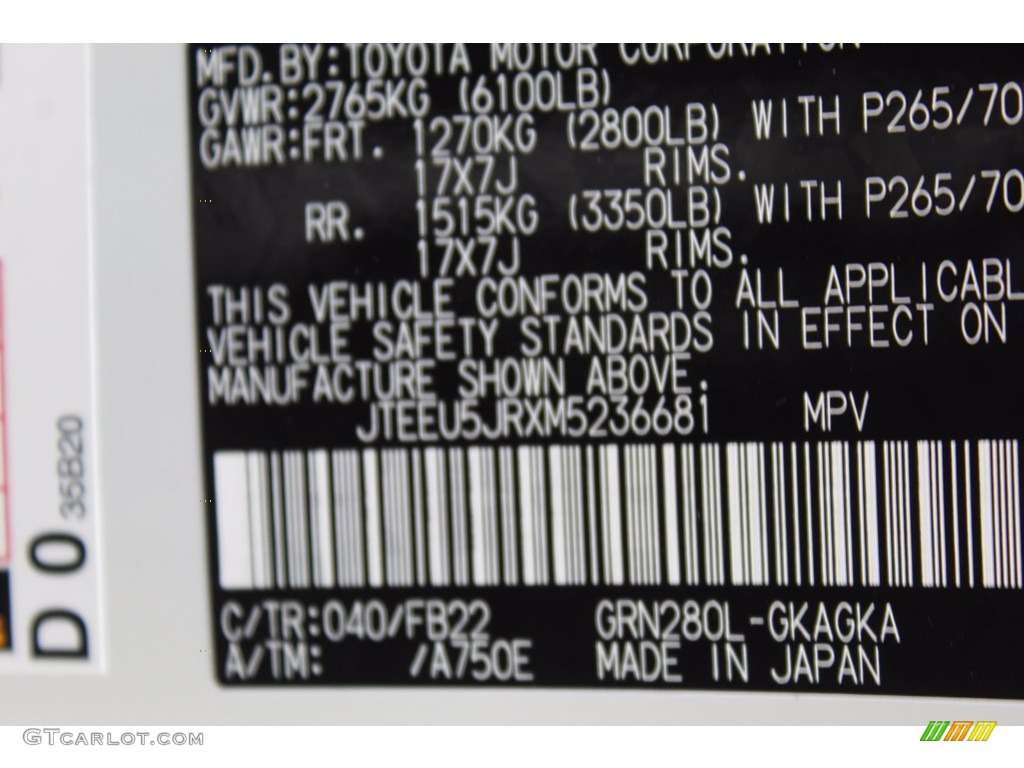 MFD.BY:TOYOTA MOTOR CORPORATION
GVWR:2765KG (6100LB)
GAWR:FRT. 1270KG (2800LB) WITH P265/70
17X7J RIMS.
RR. 1515KG (3350LB) WITH P265/70
17X7J RIMS.
THIS VEHICLE CONFORMS TO ALL APPLICABL
VEHICLE SAFETY STANDARDS IN EFFECT ON
MANUFACTURE SHOWN ABOVE.
JTEEU5JRXM5236681 MPV
C/TR:040/FB22 GRN280L-GKAGKA
A/TM: /A750E MADE IN JAPAN
D0 35B20
GTCARLOT.COM